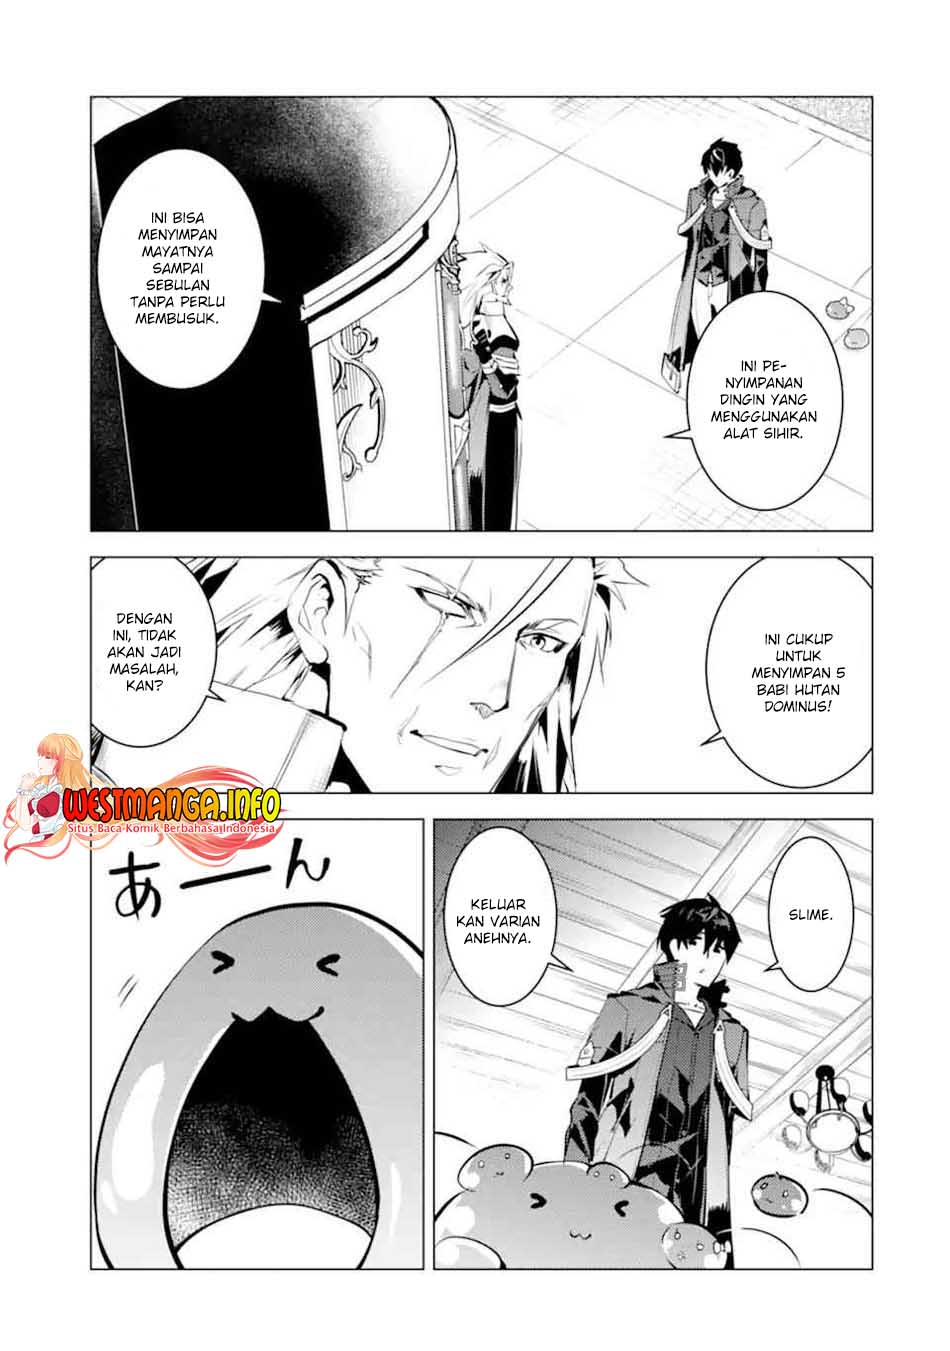 INI PE-
NYIMPANAN
DINGIN YANG
MENGGUNAKAN
ALAT SIHIR.
INI BISA
MENYIMPAN
MAYATNYA
SAMPAI
SEBULAN
TANPA PERLU
MEMBUSUK.
INI CUKUP
UNTUK
MENYIMPAN 5
BABI HUTAN
DOMINUS!
DENGAN
INI, TIDAK
AKAN JADI
MASALAH,
KAN?
WESTMANGA.INFO
Situs Baca Komik Berbahasa Indonesia
SLIME.
KELUAR
KAN VARIAN
ANEHNYA.
あーん